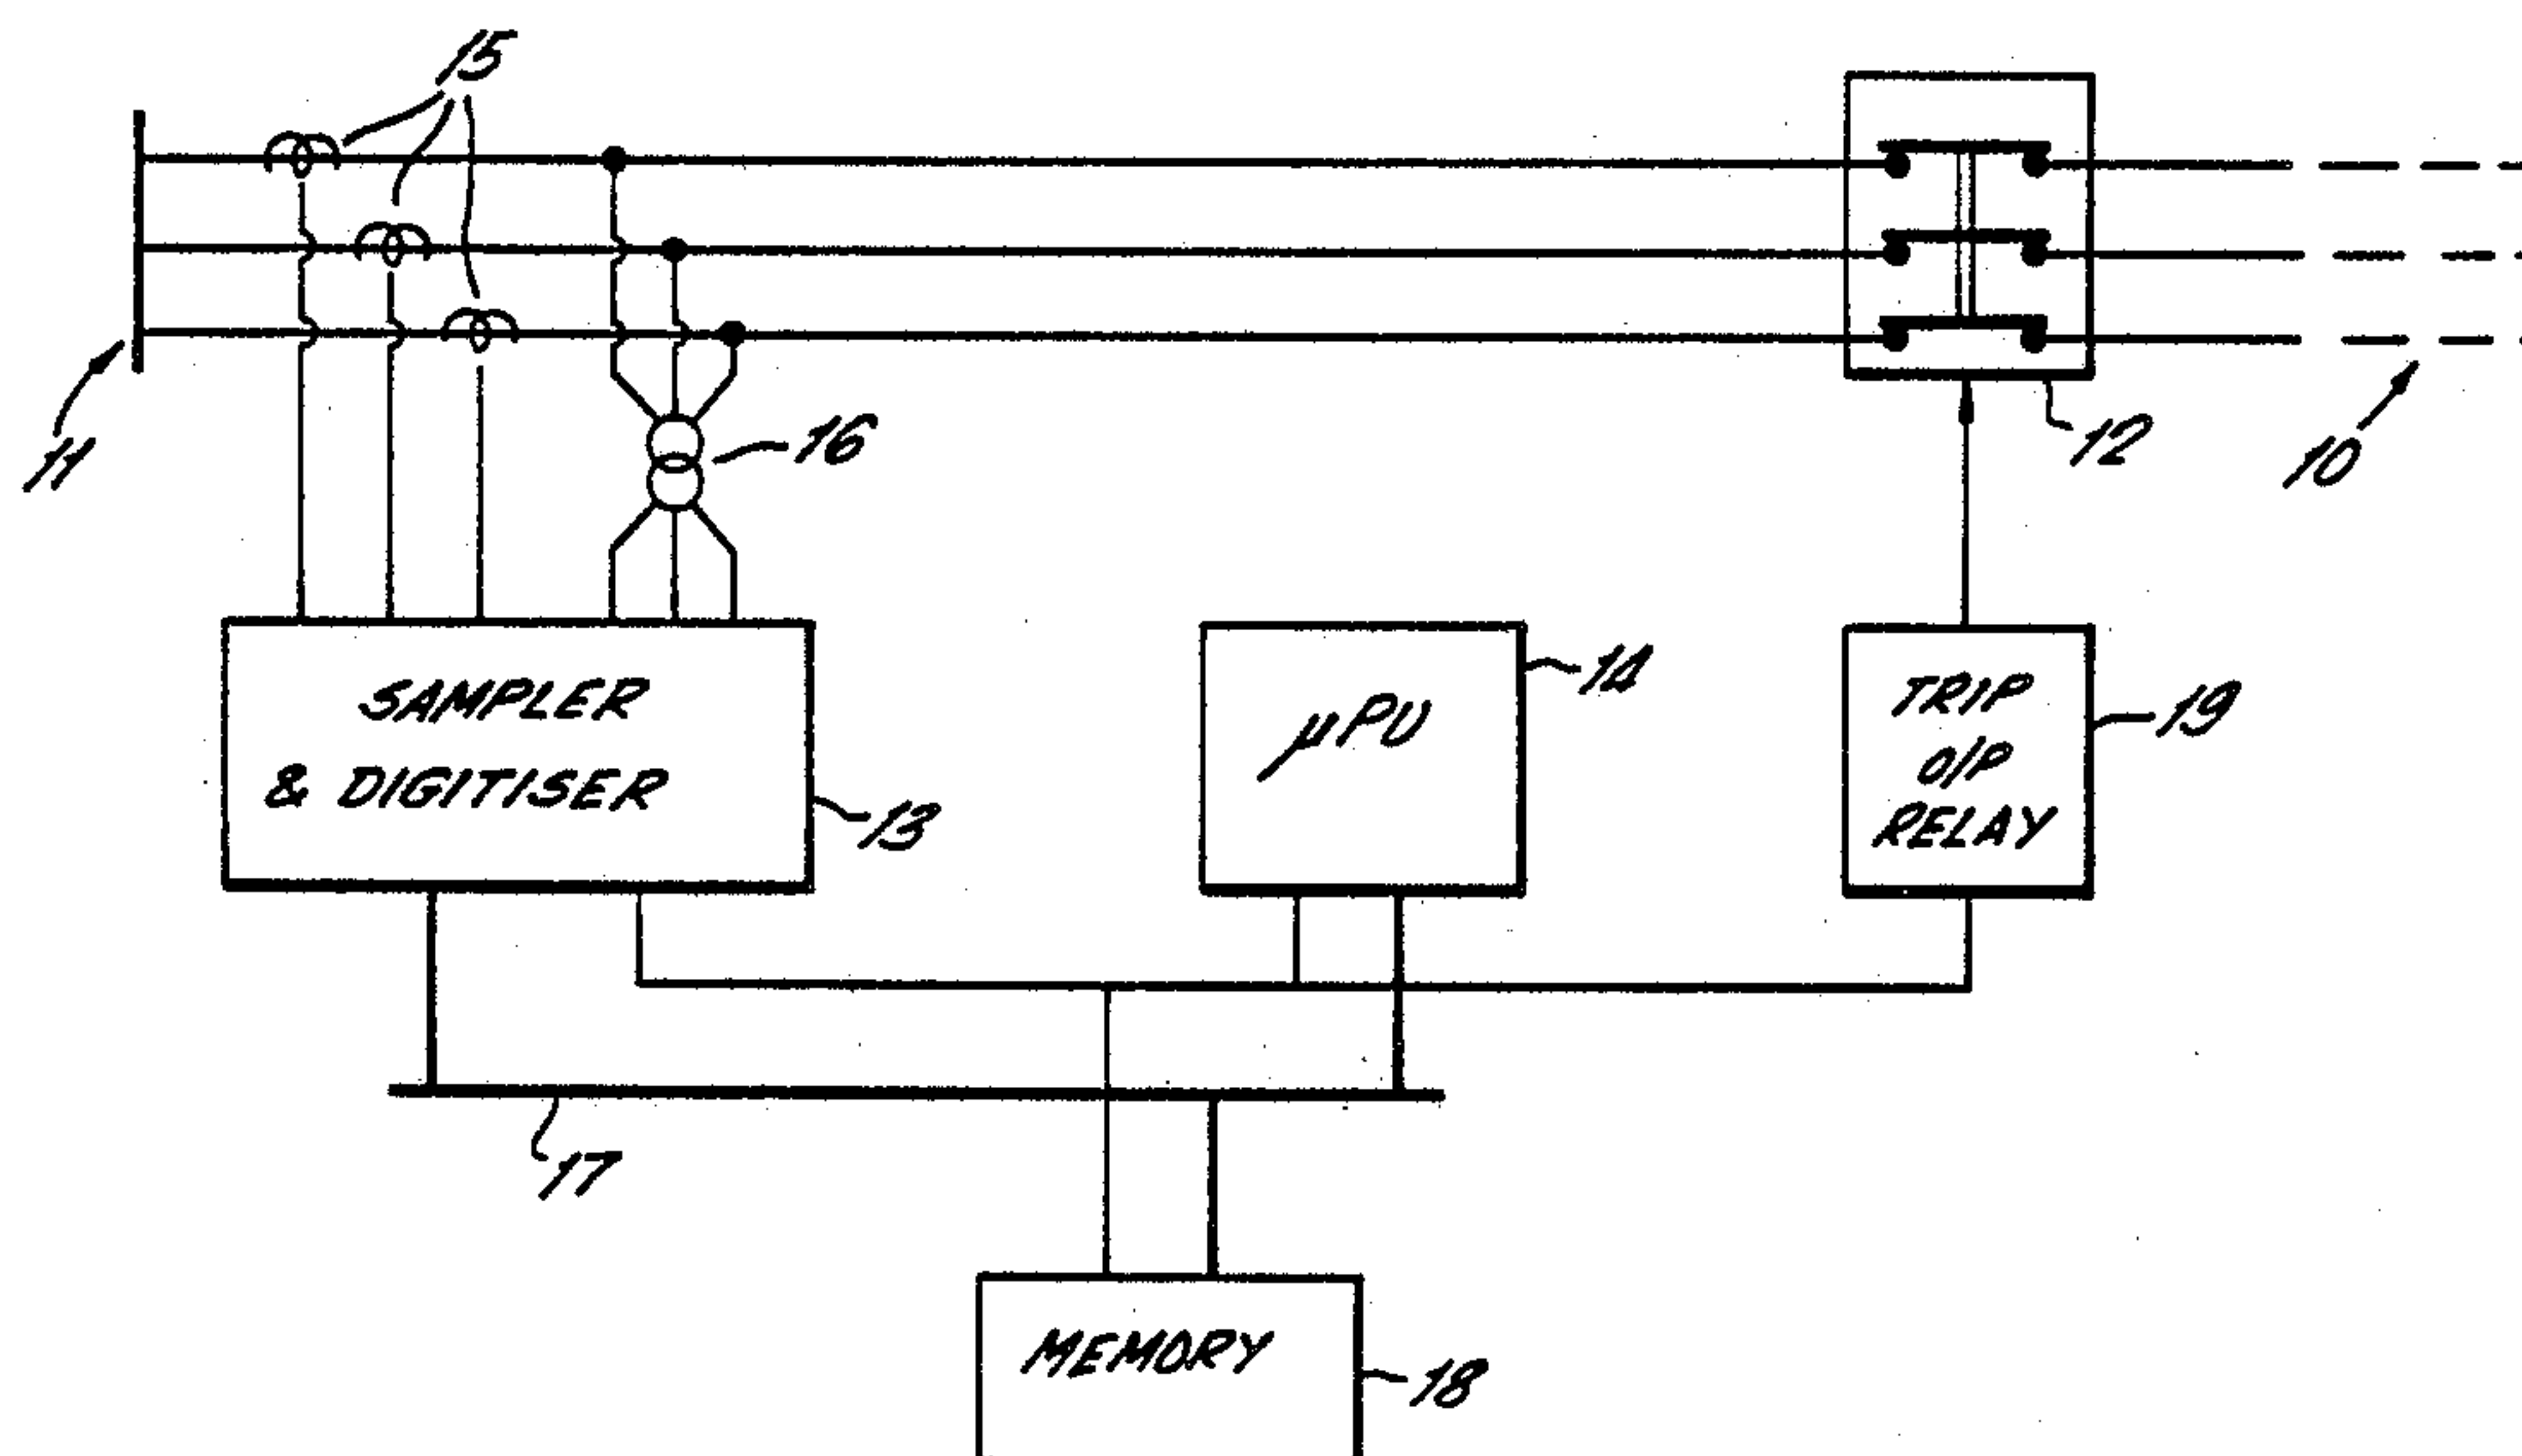 15
11
16
12
10
SAMPLER
& DIGITISER
13
μPU
14
TRIP
O/P
RELAY
19
17
MEMORY
18